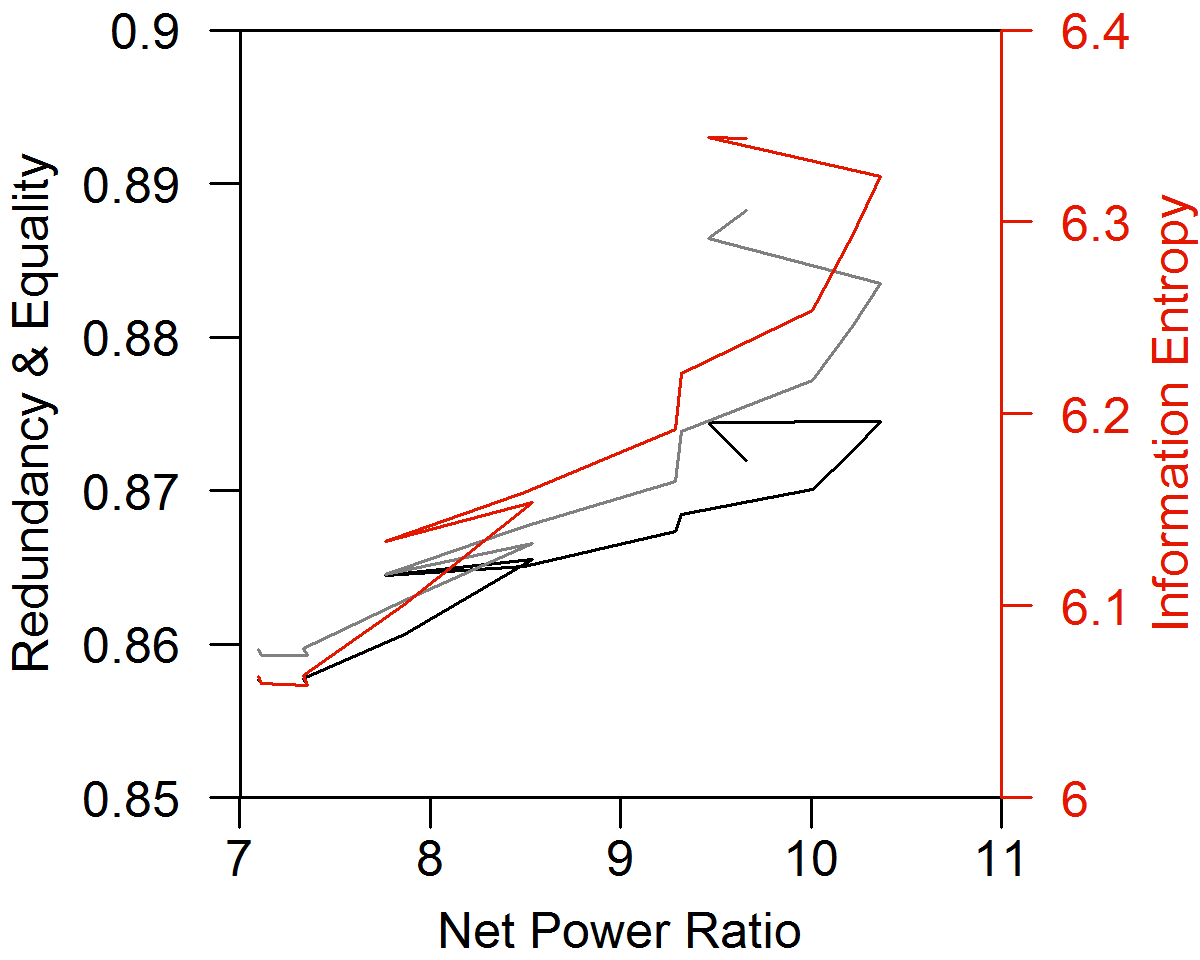 0.9
0.89
0.88
0.87
0.86
0.85
Redundancy & Equality
6.4
6.3
6.2
6.1
6
Information Entropy
7 8 9 10 11
Net Power Ratio